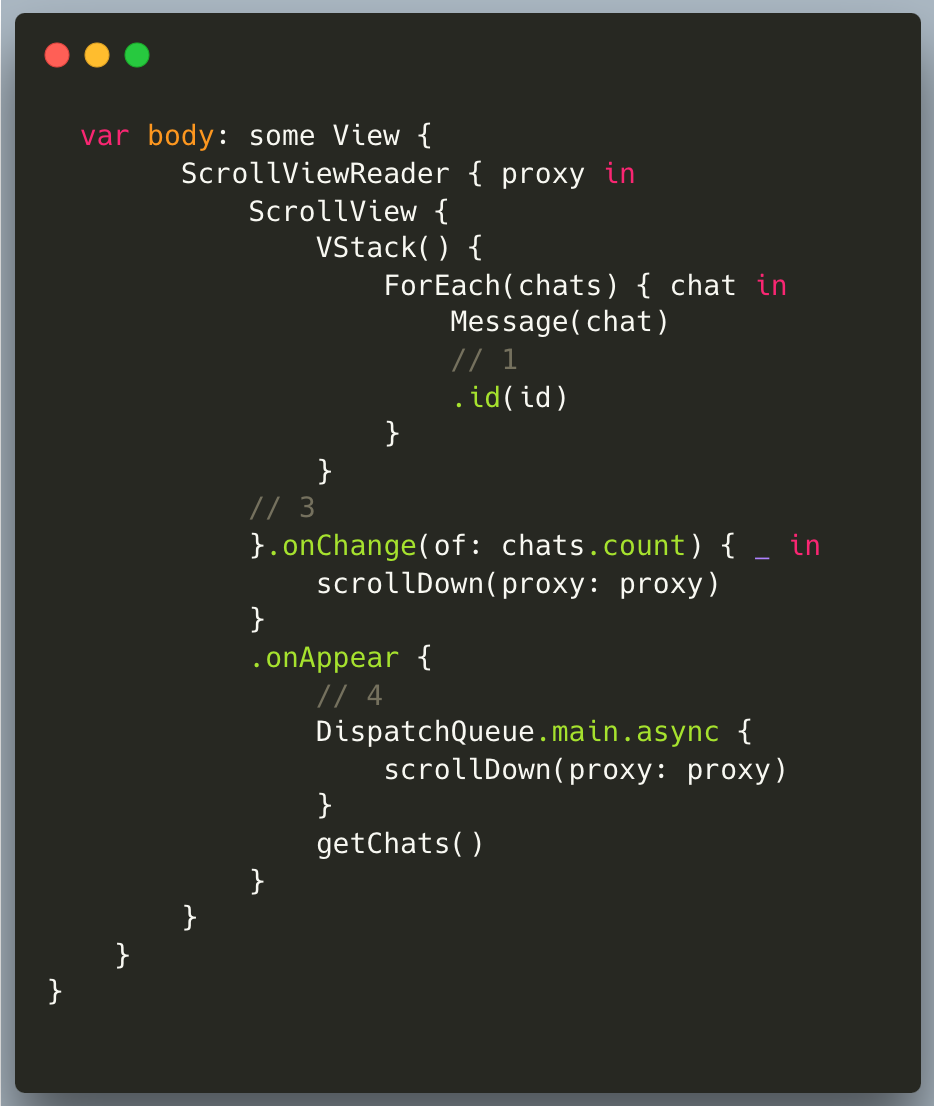 var body: some View {
ScrollViewReader { proxy in
ScrollView {
VStack() {
ForEach(chats) { chat in
Message(chat)
// 1
.id(id)
}
}
// 3
}.onChange(of: chats.count) { _ in
scrollDown(proxy: proxy)
}
.onAppear {
// 4
DispatchQueue.main.async {
scrollDown(proxy: proxy)
}
getChats()
}
}
}
}